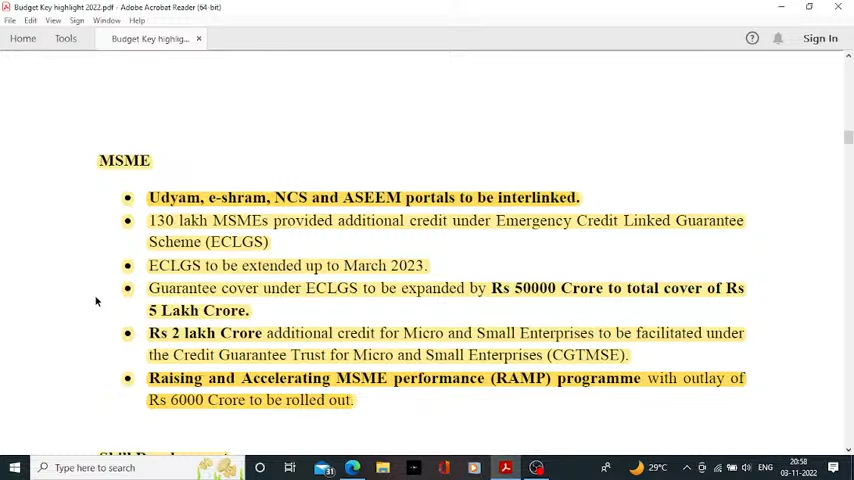 Budget Key highlight 2022.pdf - Adobe Acrobat Reader (64-bit)
File Edit View Sign Window Help
Home Tools Budget Key highlig... × Sign In
MSME
• Udyam, e-shram, NCS and ASEEM portals to be interlinked.
• 130 lakh MSMEs provided additional credit under Emergency Credit Linked Guarantee
Scheme (ECLGS)
• ECLGS to be extended up to March 2023.
• Guarantee cover under ECLGS to be expanded by Rs 50000 Crore to total cover of Rs
5 Lakh Crore.
• Rs 2 lakh Crore additional credit for Micro and Small Enterprises to be facilitated under
the Credit Guarantee Trust for Micro and Small Enterprises (CGTMSE).
• Raising and Accelerating MSME performance (RAMP) programme with outlay of
Rs 6000 Crore to be rolled out.
Type here to search 31 29°C ENG 20:58
03-11-2022